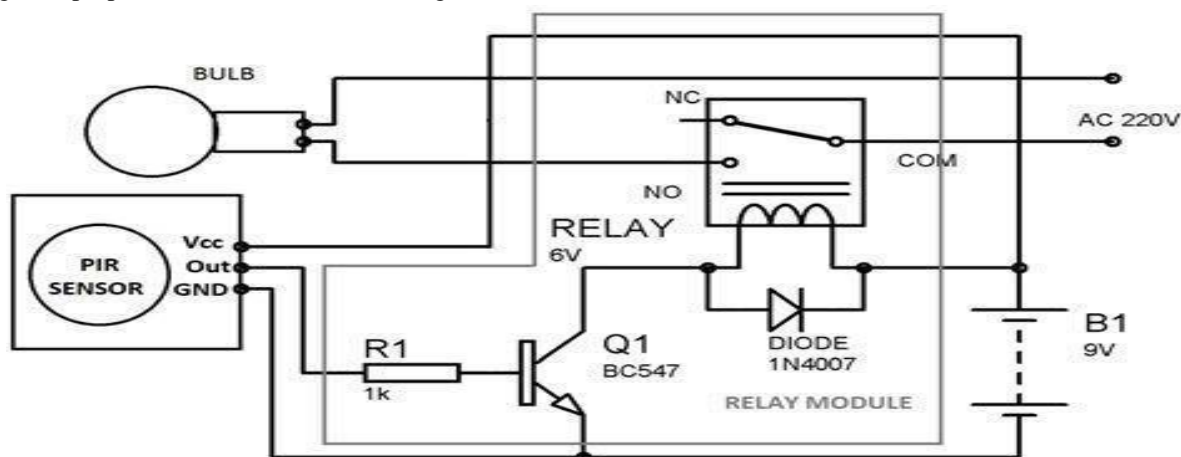 BULB
NC
AC 220V
COM
NO
RELAY
6V
Vcc
Out
GND
PIR
SENSOR
R1
1k
Q1
BC547
DIODE
1N4007
B1
9V
RELAY MODULE